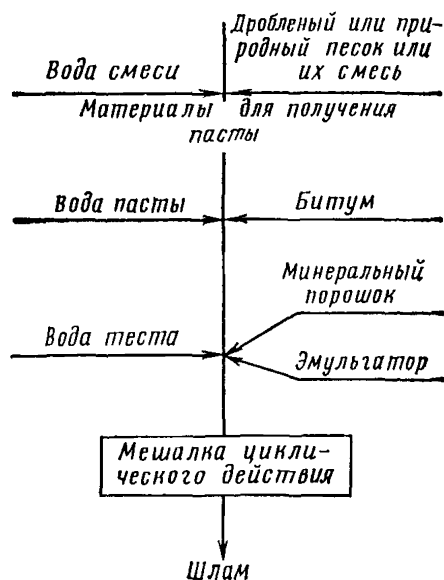 Дробленый или при-
родный песок или
их смесь
Вода смеси
Материалы для получения
пасты
Вода пасты
Битум
Минеральный
порошок
Вода теста
Эмульгатор
Мешалка цикли-
ческого действия
Шлам